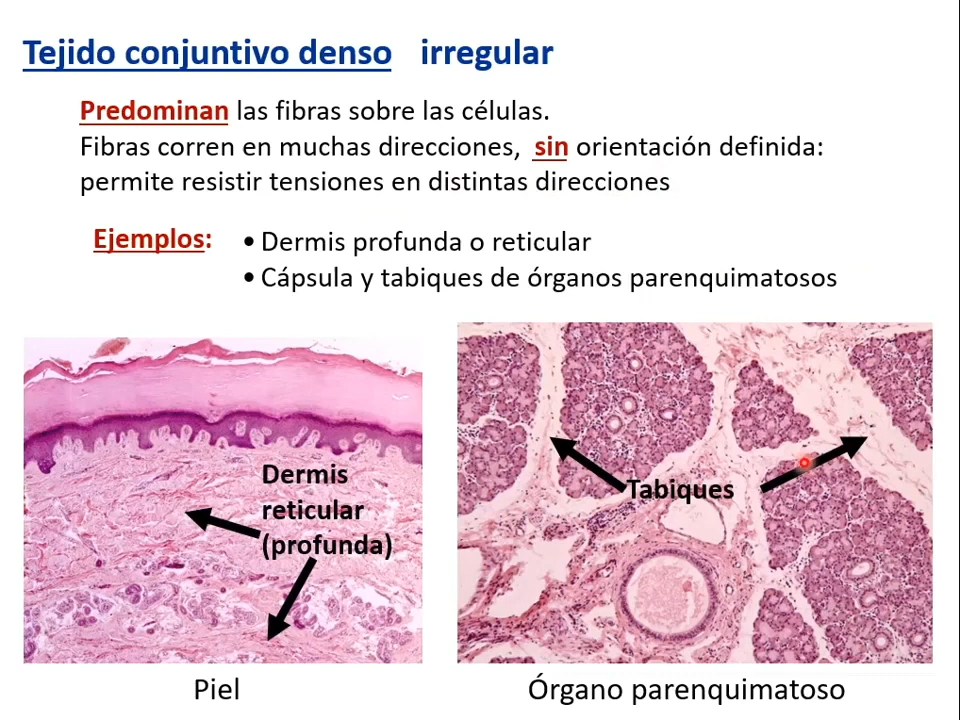 Tejido conjuntivo denso irregular
Predominan las fibras sobre las células.
Fibras corren en muchas direcciones, sin orientación definida:
permite resistir tensiones en distintas direcciones
Ejemplos:
• Dermis profunda o reticular
• Cápsula y tabiques de órganos parenquimatosos
Dermis
reticular
(profunda)
Tabiques
Piel
Órgano parenquimatoso